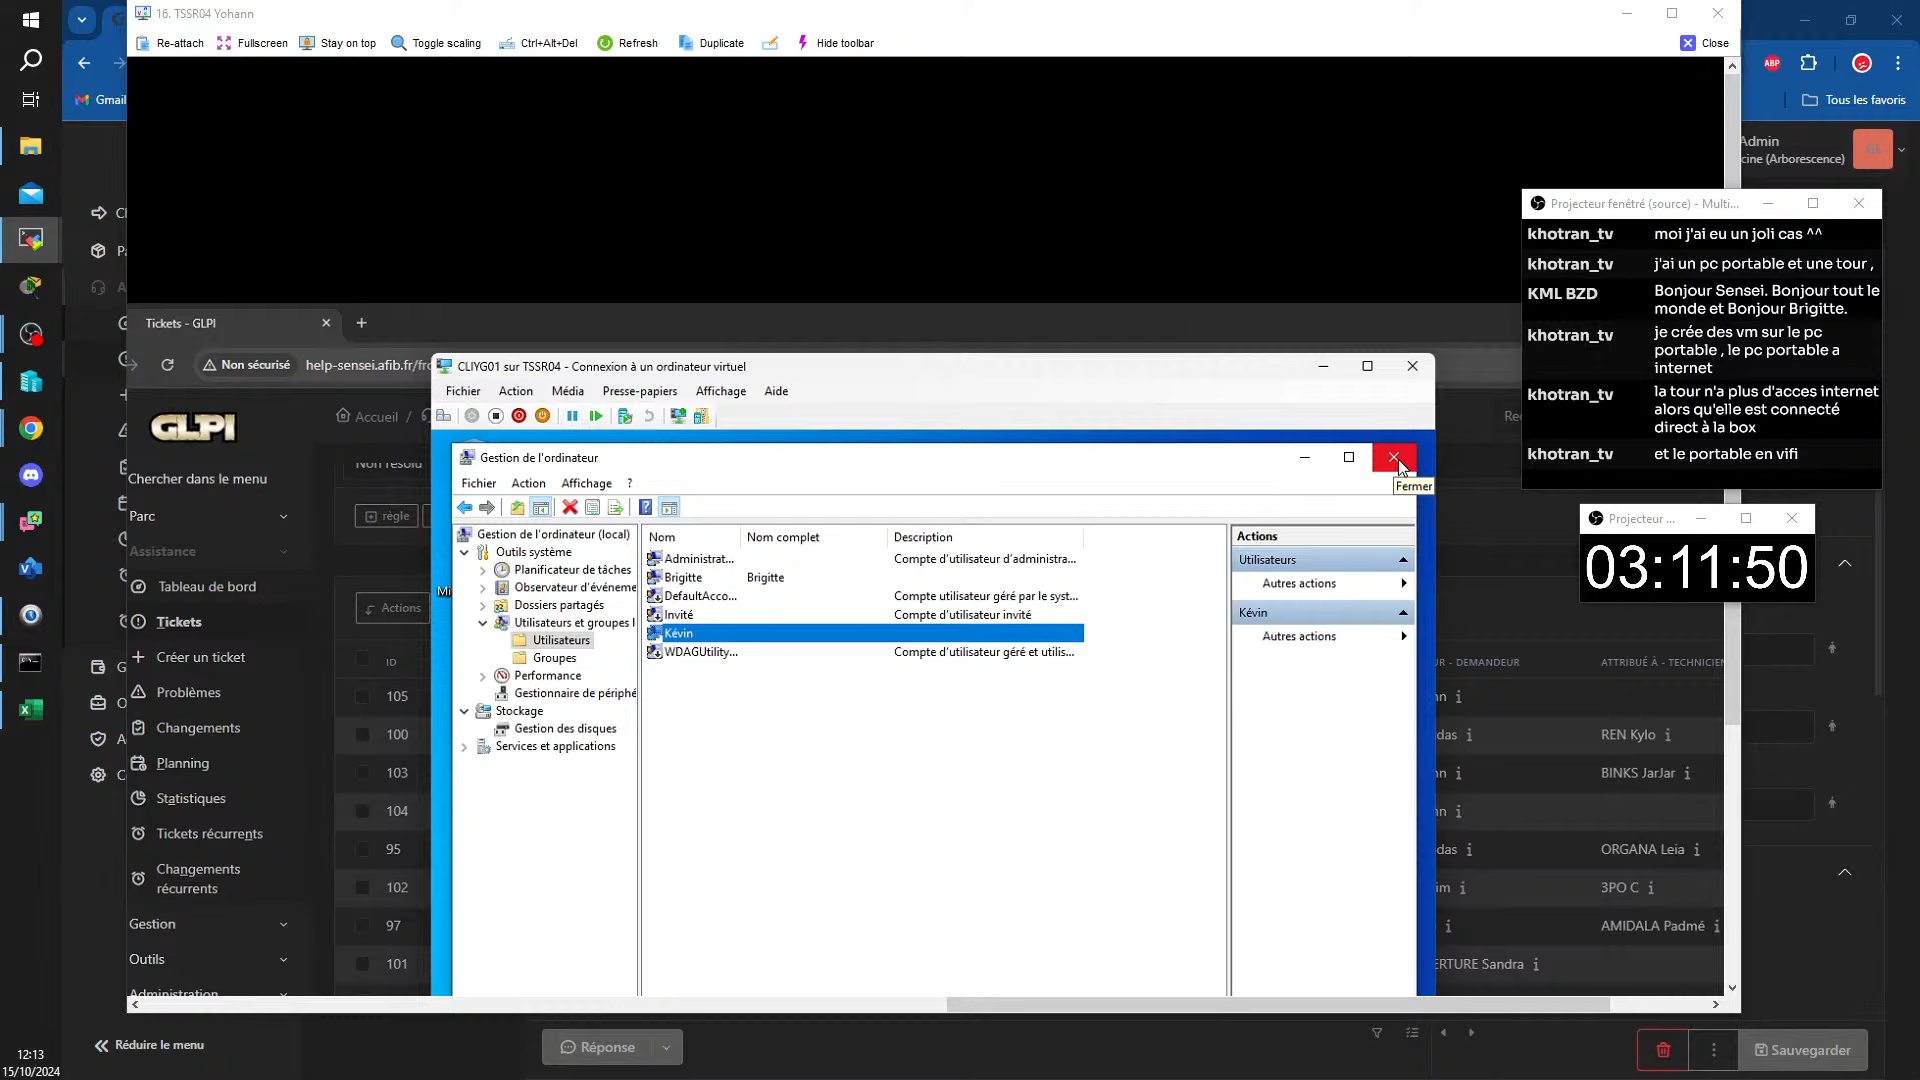 16. TSSR04 Yohann
Re-attach
Fullscreen
Stay on top
Toggle scaling
Ctrl+Alt+Del
Refresh
Duplicate
Hide toolbar
Close
Gmail
ABP
Tous les favoris
Admin
cine (Arborescence)
GL
Projecteur fenêtré (source) - Multi...
khotran_tv moi j'ai eu un joli cas ^^
khotran_tv j'ai un pc portable et une tour ,
KML BZD Bonjour Sensei. Bonjour tout le
monde et Bonjour Brigitte.
khotran_tv je crée des vm sur le pc
portable , le pc portable a
internet
khotran_tv la tour n'a plus d'acces internet
alors qu'elle est connecté
direct à la box
khotran_tv et le portable en vifi
Projecteur ...
03:11:50
Tickets - GLPI
Non sécurisé
help-sensei.afib.fr/fro
GLPI
Accueil /
Chercher dans le menu
Parc
Assistance
Tableau de bord
Tickets
Créer un ticket
Problèmes
Changements
Planning
Statistiques
Tickets récurrents
Changements
récurrents
Gestion
Outils
Administration
Réduire le menu
Non résolu
règle
Actions
ID
105
100
103
104
95
102
97
101
CLIYG01 sur TSSR04 - Connexion à un ordinateur virtuel
Fichier Action Média Presse-papiers Affichage Aide
Mi
Gestion de l'ordinateur
Fermer
Fichier Action Affichage ?
Gestion de l'ordinateur (local)
Outils système
Planificateur de tâches
Observateur d'événeme
Dossiers partagés
Utilisateurs et groupes l
Utilisateurs
Groupes
Performance
Gestionnaire de périphé
Stockage
Gestion des disques
Services et applications
Nom Nom complet Description
Administrat... Compte d'utilisateur d'administra...
Brigitte Brigitte
DefaultAcco... Compte utilisateur géré par le syst...
Invité Compte d'utilisateur invité
Kévin
WDAGUtility... Compte d'utilisateur géré et utilis...
Actions
Utilisateurs
Autres actions
Kévin
Autres actions
UR - DEMANDEUR
ATTRIBUÉ À - TECHNICIEN
nn
das
REN Kylo
nn
BINKS JarJar
nn
das
ORGANA Leia
im
3PO C
AMIDALA Padmé
ERTURE Sandra
Réponse
Sauvegarder
12:13
15/10/2024